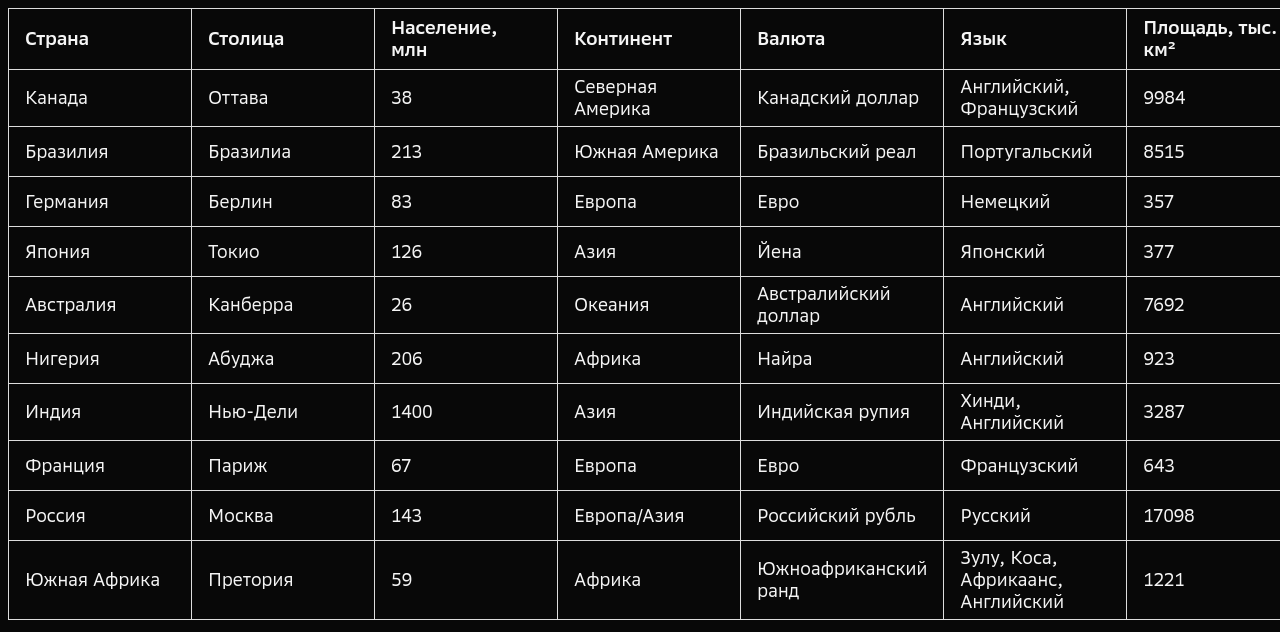 Страна Столица Население, млн Континент Валюта Язык Площадь, тыс. км²
Канада Оттава 38 Северная Америка Канадский доллар Английский, Французский 9984
Бразилия Бразилиа 213 Южная Америка Бразильский реал Португальский 8515
Германия Берлин 83 Европа Евро Немецкий 357
Япония Токио 126 Азия Йена Японский 377
Австралия Канберра 26 Океания Австралийский доллар Английский 7692
Нигерия Абуджа 206 Африка Найра Английский 923
Индия Нью-Дели 1400 Азия Индийская рупия Хинди, Английский 3287
Франция Париж 67 Европа Евро Французский 643
Россия Москва 143 Европа/Азия Российский рубль Русский 17098
Южная Африка Претория 59 Африка Южноафриканский ранд Зулу, Коса, Африкаанс, Английский 1221